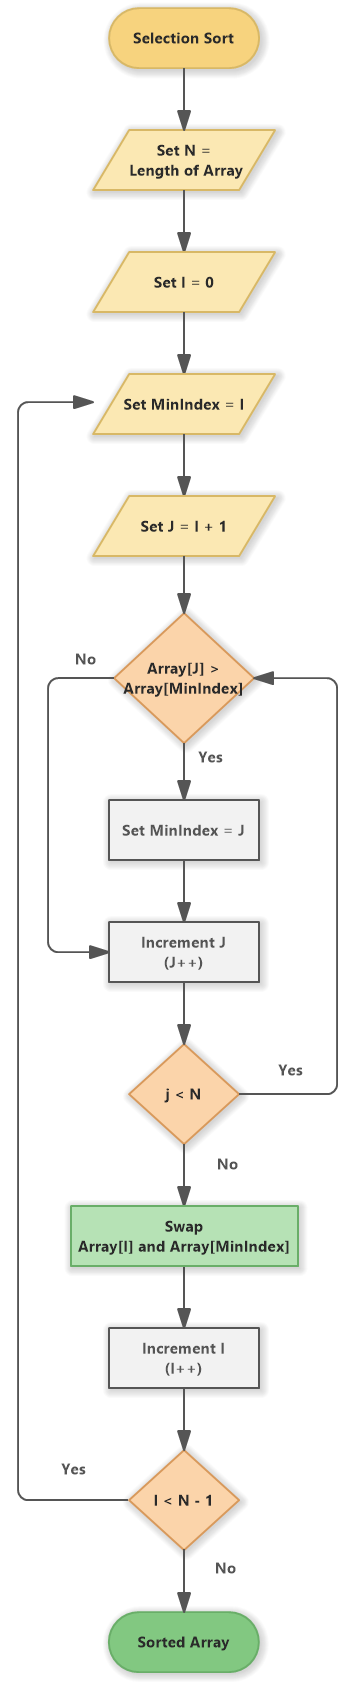 Selection Sort
Set N =
Length of Array
Set I = 0
Set MinIndex = I
Set J = I + 1
Array[J] >
Array[MinIndex]
No
Yes
Set MinIndex = J
Increment J
(J++)
j < N
Yes
No
Swap
Array[I] and Array[MinIndex]
Increment I
(I++)
Yes
I < N - 1
No
Sorted Array